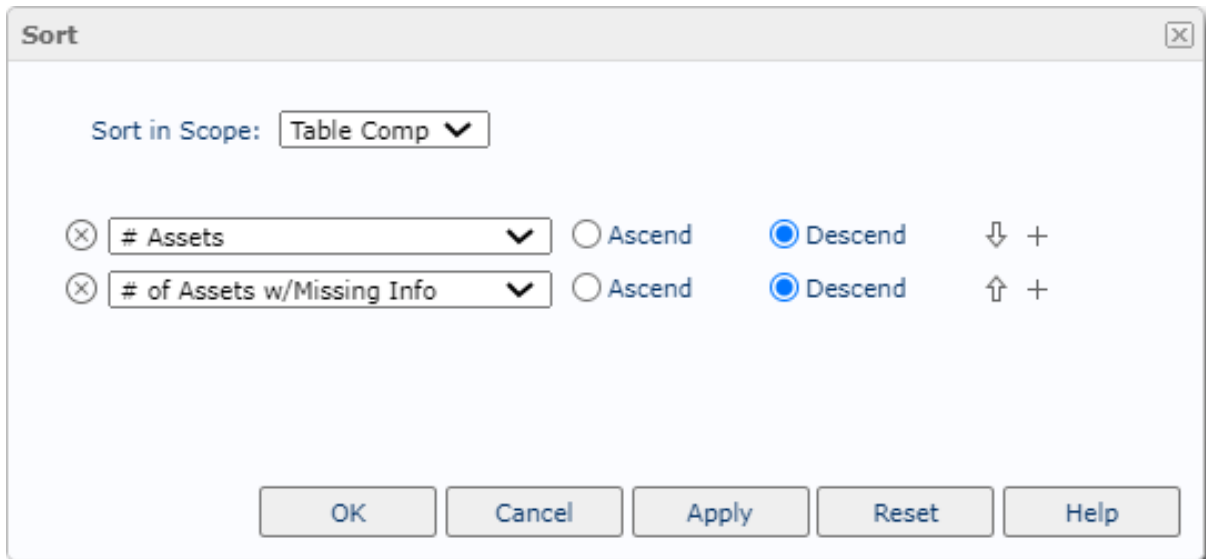 Sort
Sort in Scope: Table Comp
# Assets Ascend Descend
# of Assets w/Missing Info Ascend Descend
OK Cancel Apply Reset Help